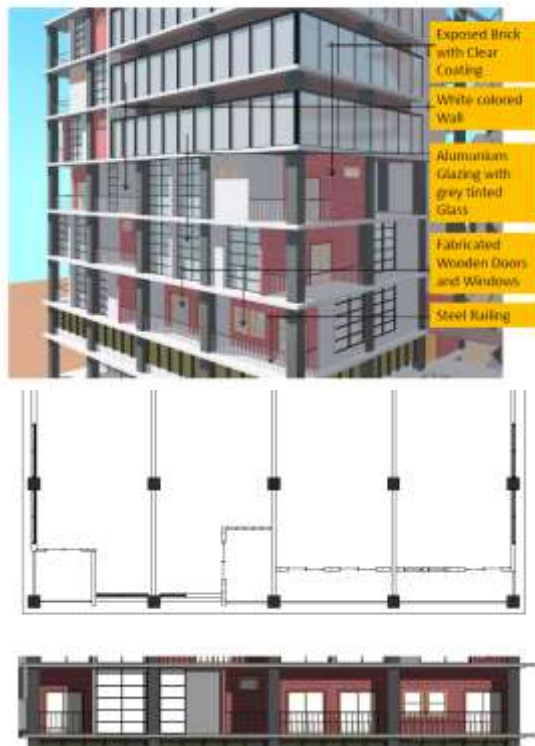 Exposed Brick
with Clear
Coating
White colored
Wall
Alumunium
Glazing with
grey tinted
Glass
Fabricated
Wooden Doors
and Windows
Steel Railing